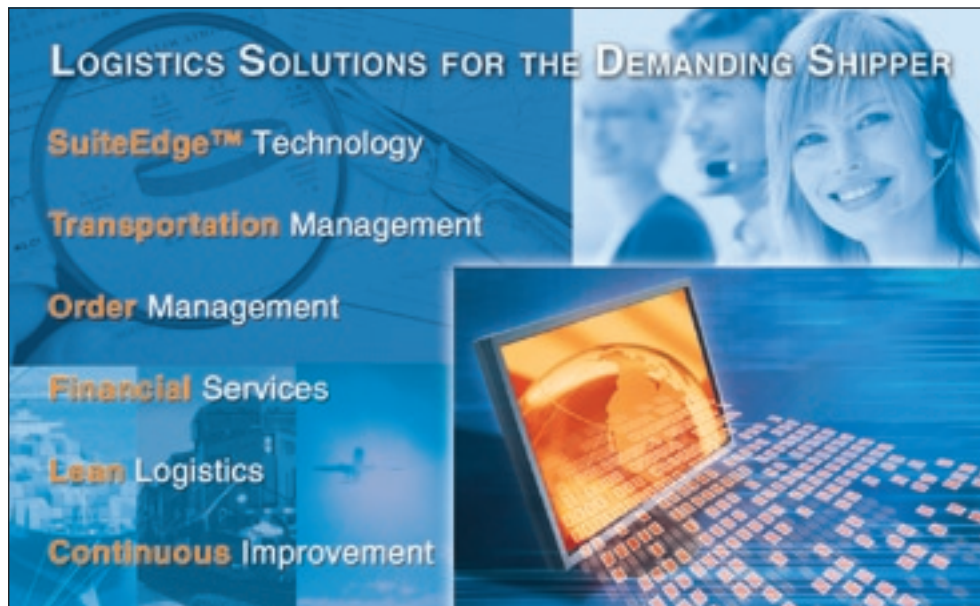 LOGISTICS SOLUTIONS FOR THE DEMANDING SHIPPER
SuiteEdge™ Technology
Transportation Management
Order Management
Financial Services
Lean Logistics
Continuous Improvement